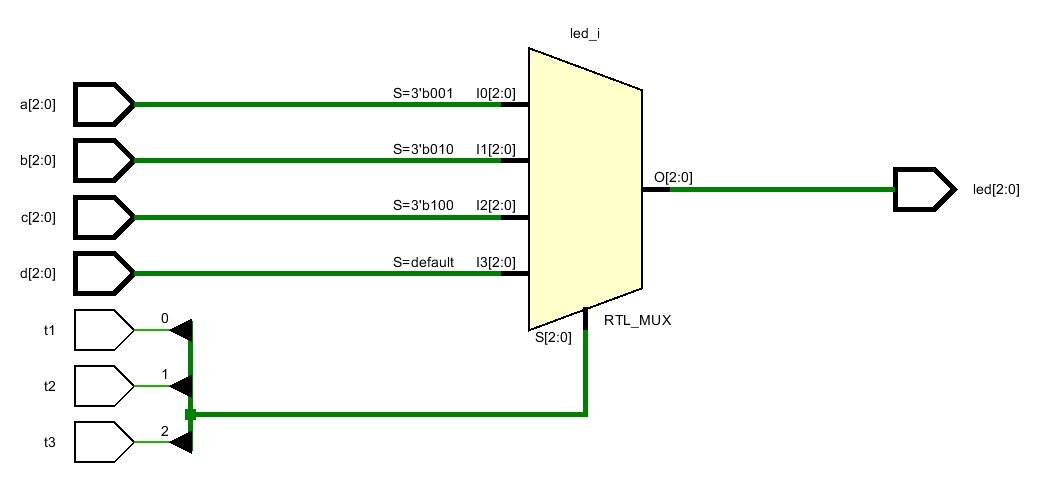 led_i
a[2:0] S=3'b001 I0[2:0]
b[2:0] S=3'b010 I1[2:0]
O[2:0] led[2:0]
c[2:0] S=3'b100 I2[2:0]
d[2:0] S=default I3[2:0]
t1 0
RTL_MUX
S[2:0]
t2 1
t3 2